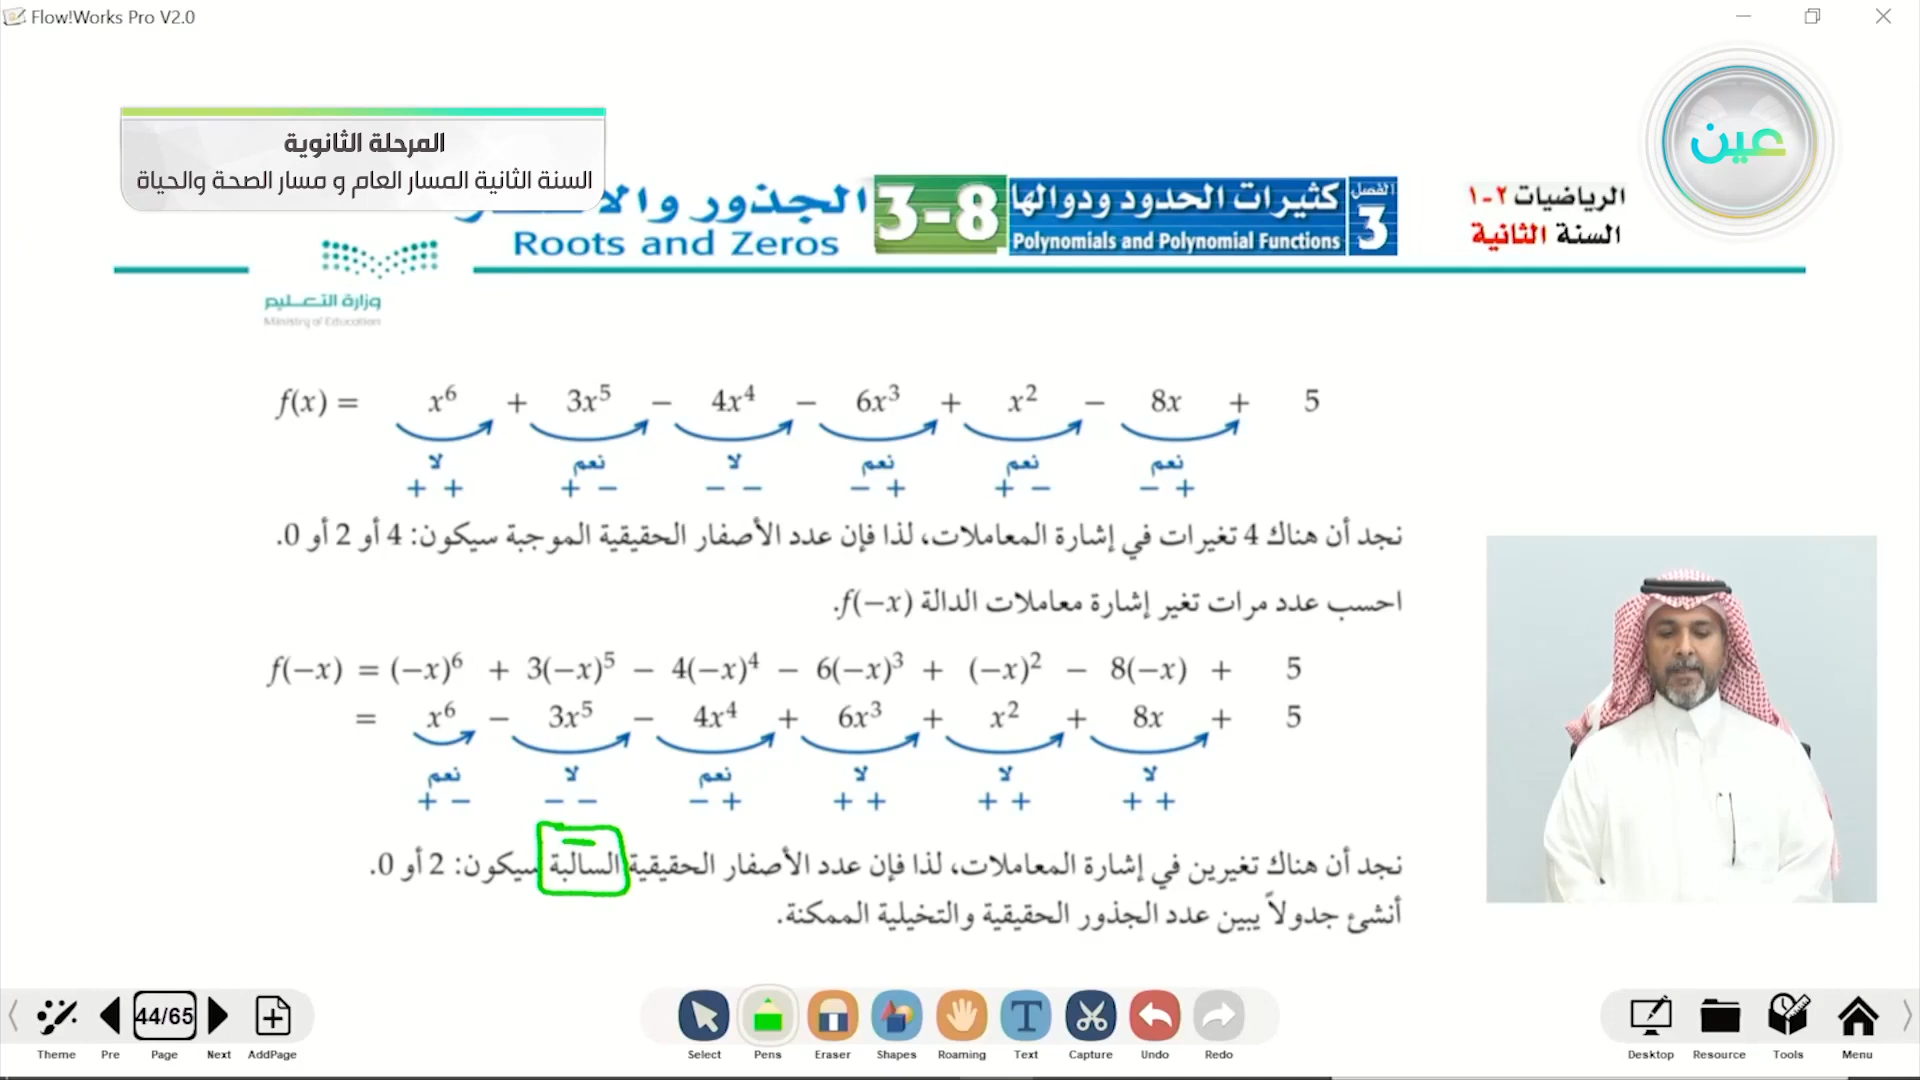 Flow!Works Pro V2.0
المرحلة الثانوية
السنة الثانية المسار العام و مسار الصحة والحياة
عين
الرياضيات ٢-١
السنة الثانية
الفصل 3
كثيرات الحدود ودوالها
Polynomials and Polynomial Functions
3-8
الجذور
Roots and Zeros
وزارة التعليم
Ministry of Education
f(x) = x⁶ + 3x⁵ − 4x⁴ − 6x³ + x² − 8x + 5
لا نعم لا نعم نعم نعم
+ + + − − − − + + − − +
نجد أن هناك 4 تغيرات في إشارة المعاملات، لذا فإن عدد الأصفار الحقيقية الموجبة سيكون: 4 أو 2 أو 0.
احسب عدد مرات تغير إشارة معاملات الدالة f(−x).
f(−x) = (−x)⁶ + 3(−x)⁵ − 4(−x)⁴ − 6(−x)³ + (−x)² − 8(−x) + 5
= x⁶ − 3x⁵ − 4x⁴ + 6x³ + x² + 8x + 5
نعم لا نعم لا لا لا
+ − − − − + + + + + + +
نجد أن هناك تغيرين في إشارة المعاملات، لذا فإن عدد الأصفار الحقيقية السالبة سيكون: 2 أو 0.
أنشئ جدولاً يبين عدد الجذور الحقيقية والتخيلية الممكنة.
44/65
Theme Pre Page Next AddPage
Select Pens Eraser Shapes Roaming Text Capture Undo Redo
Desktop Resource Tools Menu